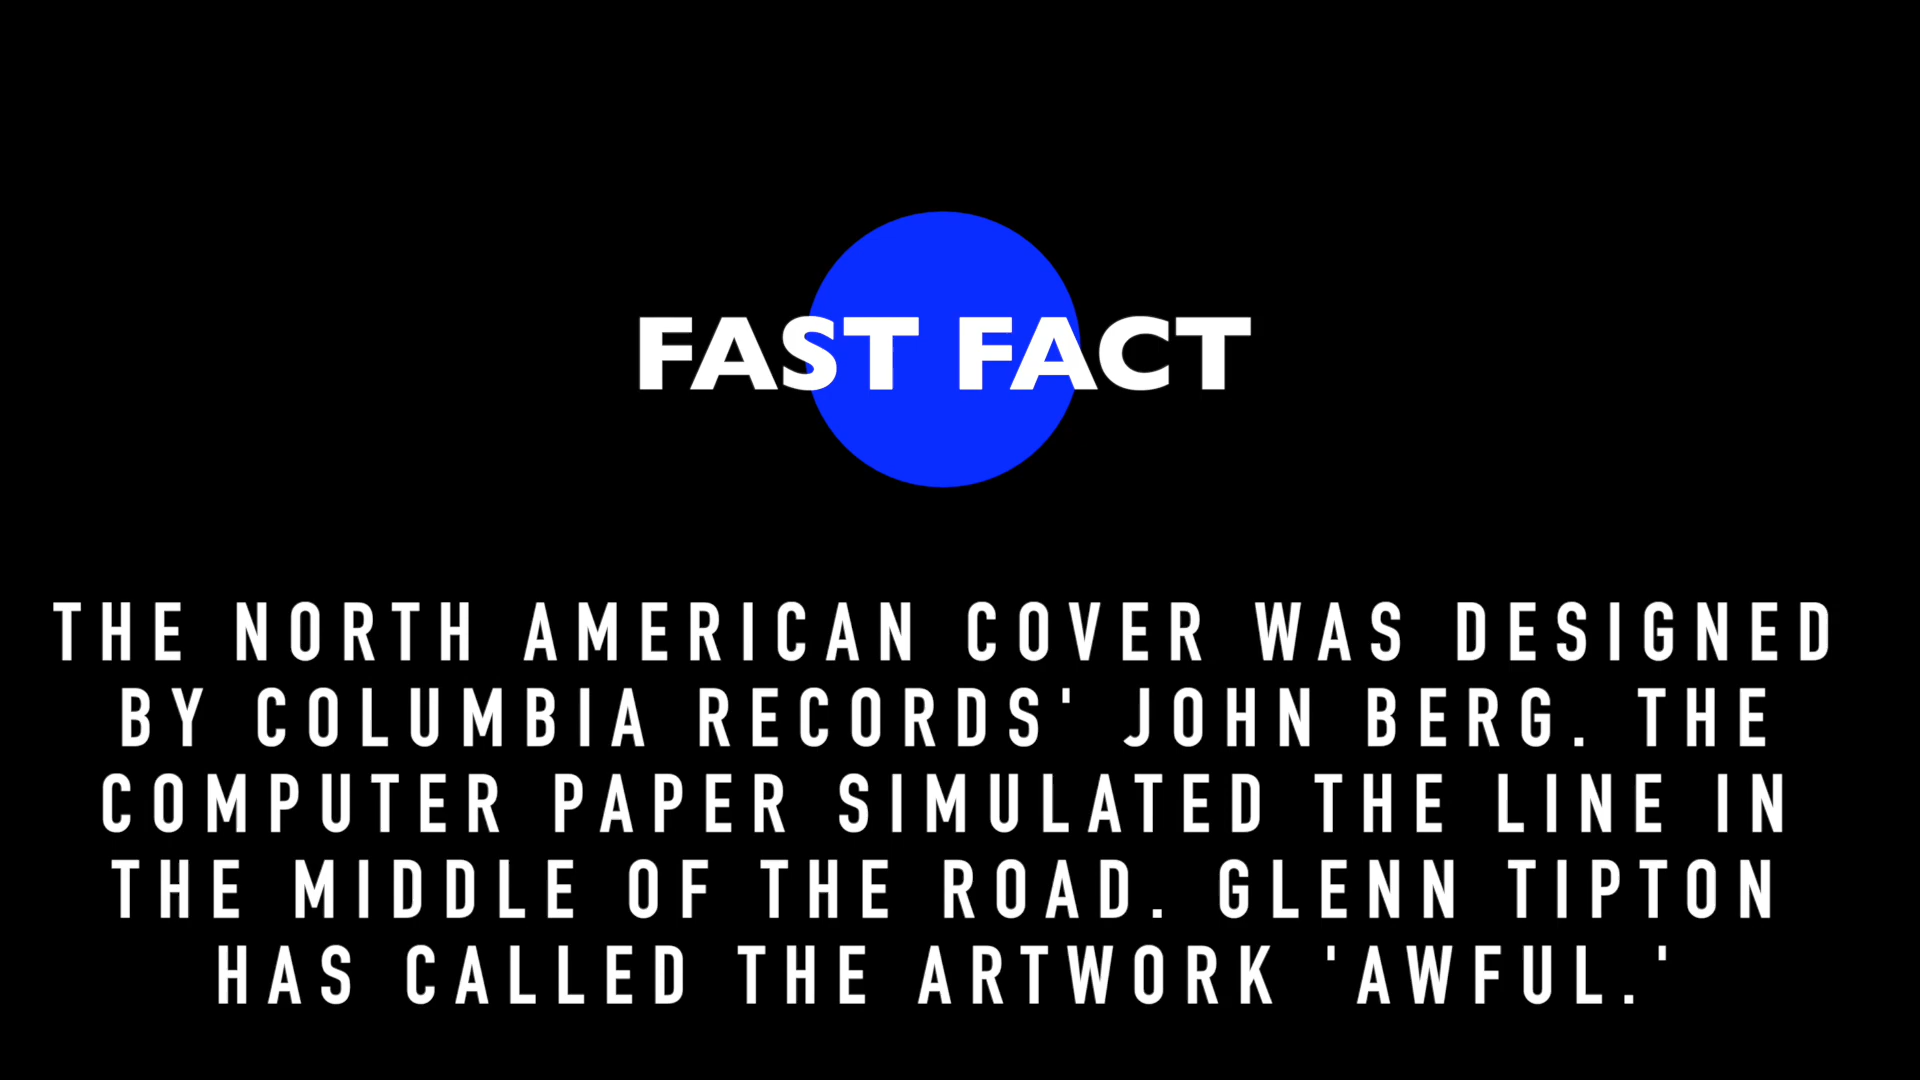 FAST FACT
THE NORTH AMERICAN COVER WAS DESIGNED
BY COLUMBIA RECORDS' JOHN BERG. THE
COMPUTER PAPER SIMULATED THE LINE IN
THE MIDDLE OF THE ROAD. GLENN TIPTON
HAS CALLED THE ARTWORK 'AWFUL.'